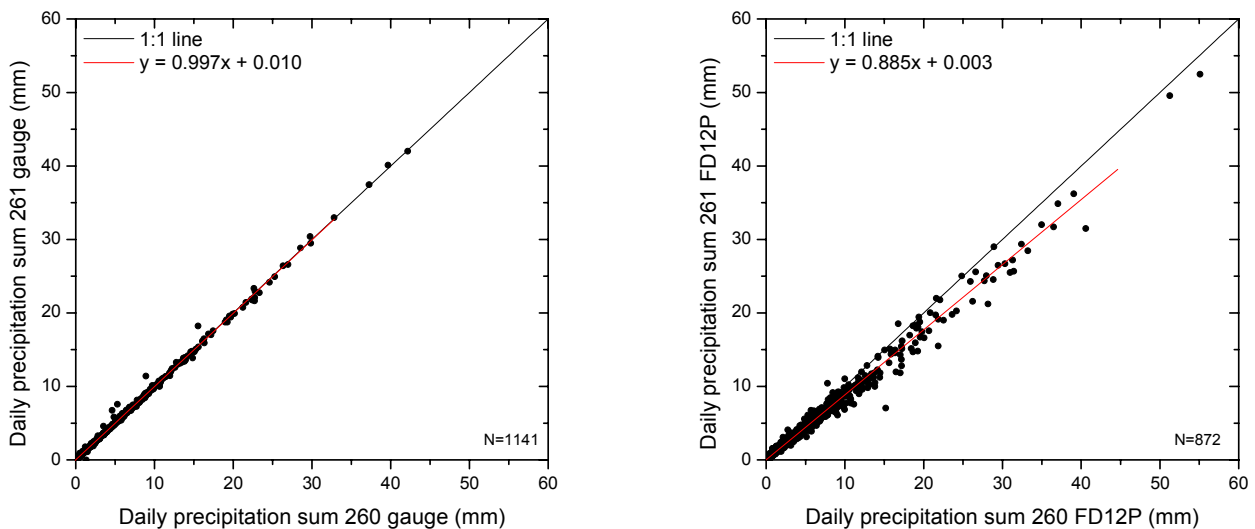 60
50
40
30
20
10
0
Daily precipitation sum 261 gauge (mm)
1:1 line
y = 0.997x + 0.010
N=1141
0 10 20 30 40 50 60
Daily precipitation sum 260 gauge (mm)
60
50
40
30
20
10
0
Daily precipitation sum 261 FD12P (mm)
1:1 line
y = 0.885x + 0.003
N=872
0 10 20 30 40 50 60
Daily precipitation sum 260 FD12P (mm)